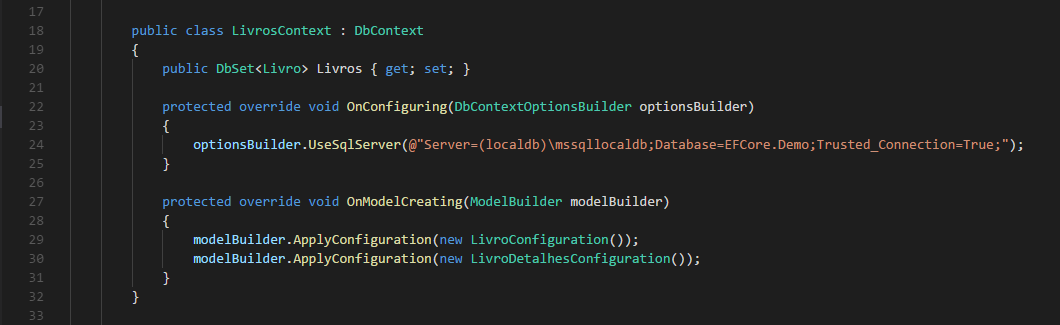 17
18 public class LivrosContext : DbContext
19 {
20 public DbSet<Livro> Livros { get; set; }
21
22 protected override void OnConfiguring(DbContextOptionsBuilder optionsBuilder)
23 {
24 optionsBuilder.UseSqlServer(@"Server=(localdb)\mssqllocaldb;Database=EFCore.Demo;Trusted_Connection=True;");
25 }
26
27 protected override void OnModelCreating(ModelBuilder modelBuilder)
28 {
29 modelBuilder.ApplyConfiguration(new LivroConfiguration());
30 modelBuilder.ApplyConfiguration(new LivroDetalhesConfiguration());
31 }
32 }
33